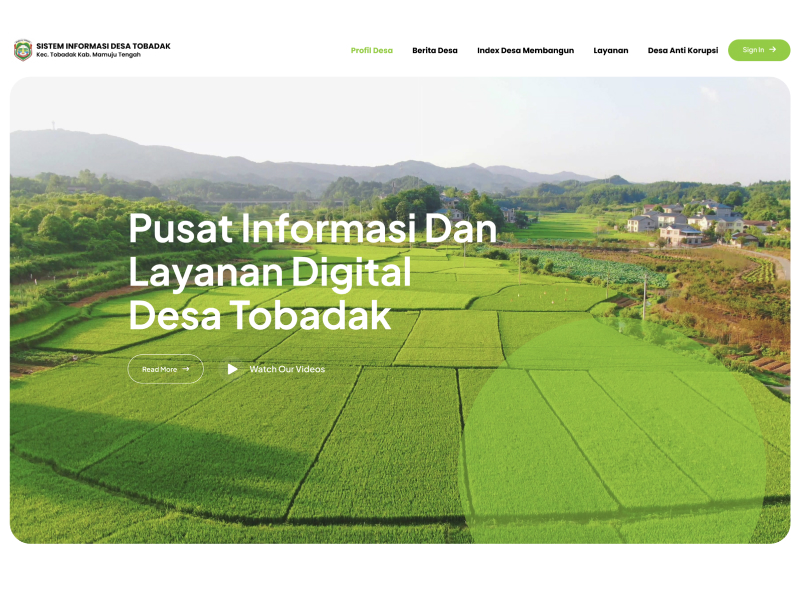 SISTEM INFORMASI DESA TOBADAK
Kec. Tobadak Kab. Mamuju Tengah
Profil Desa
Berita Desa
Index Desa Membangun
Layanan
Desa Anti Korupsi
Sign In
Pusat Informasi Dan
Layanan Digital
Desa Tobadak
Read More
Watch Our Videos